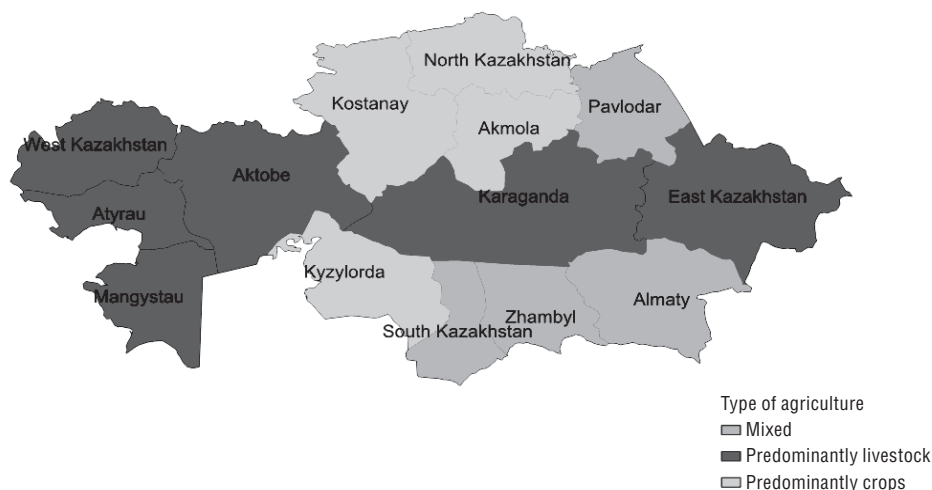 North Kazakhstan
Kostanay
Pavlodar
Akmola
West Kazakhstan
Aktobe
Karaganda
East Kazakhstan
Atyrau
Kyzylorda
Mangystau
Almaty
Zhambyl
South Kazakhstan
Type of agriculture
Mixed
Predominantly livestock
Predominantly crops